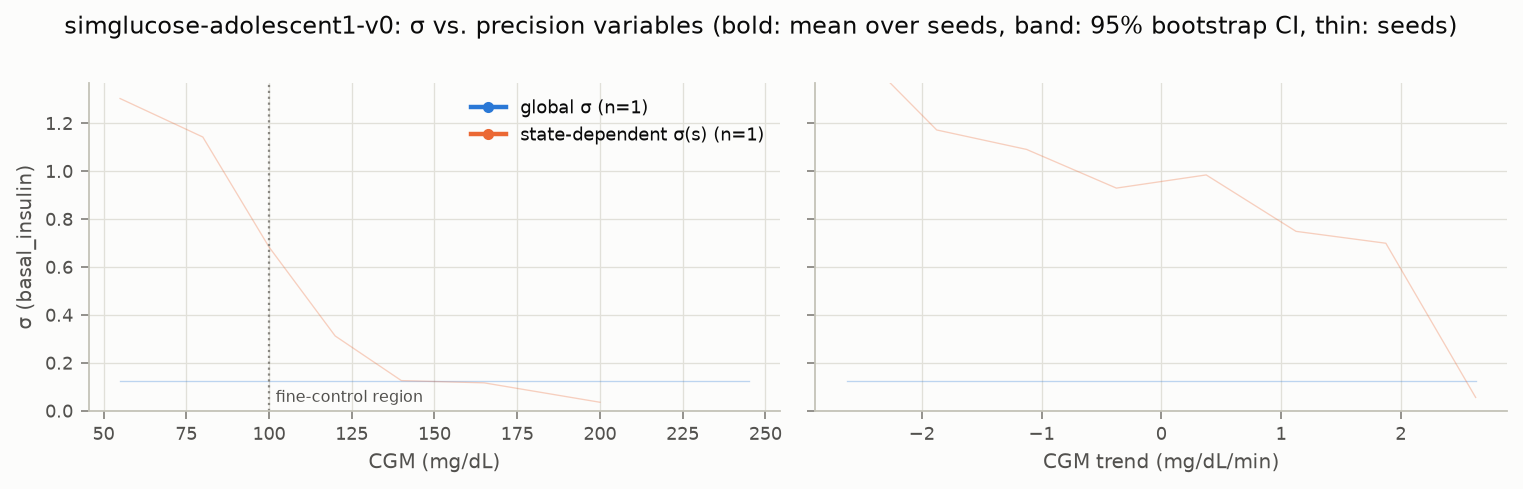 simglucose-adolescent1-v0: σ vs. precision variables (bold: mean over seeds, band: 95% bootstrap CI, thin: seeds)
global σ (n=1)
state-dependent σ(s) (n=1)
σ (basal_insulin)
1.2
1.0
0.8
0.6
0.4
0.2
0.0
fine-control region
50 75 100 125 150 175 200 225 250
CGM (mg/dL)
−2 −1 0 1 2
CGM trend (mg/dL/min)